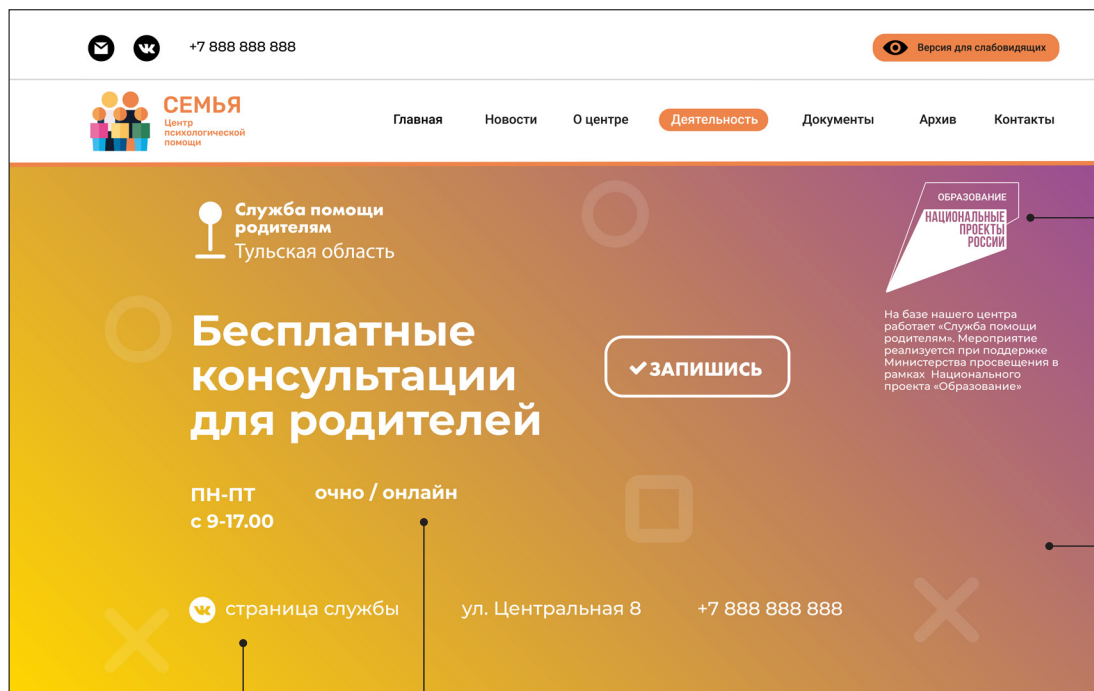 +7 888 888 888
Версия для слабовидящих
СЕМЬЯ
Центр
психологической
помощи
Главная
Новости
О центре
Деятельность
Документы
Архив
Контакты
Служба помощи
родителям
Тульская область
ОБРАЗОВАНИЕ
НАЦИОНАЛЬНЫЕ
ПРОЕКТЫ
РОССИИ
На базе нашего центра
работает «Служба помощи
родителям». Мероприятие
реализуется при поддержке
Министерства просвещения в
рамках Национального
проекта «Образование»
Бесплатные
консультации
для родителей
ЗАПИШИСЬ
ПН-ПТ
с 9-17.00
очно / онлайн
страница службы
ул. Центральная 8
+7 888 888 888